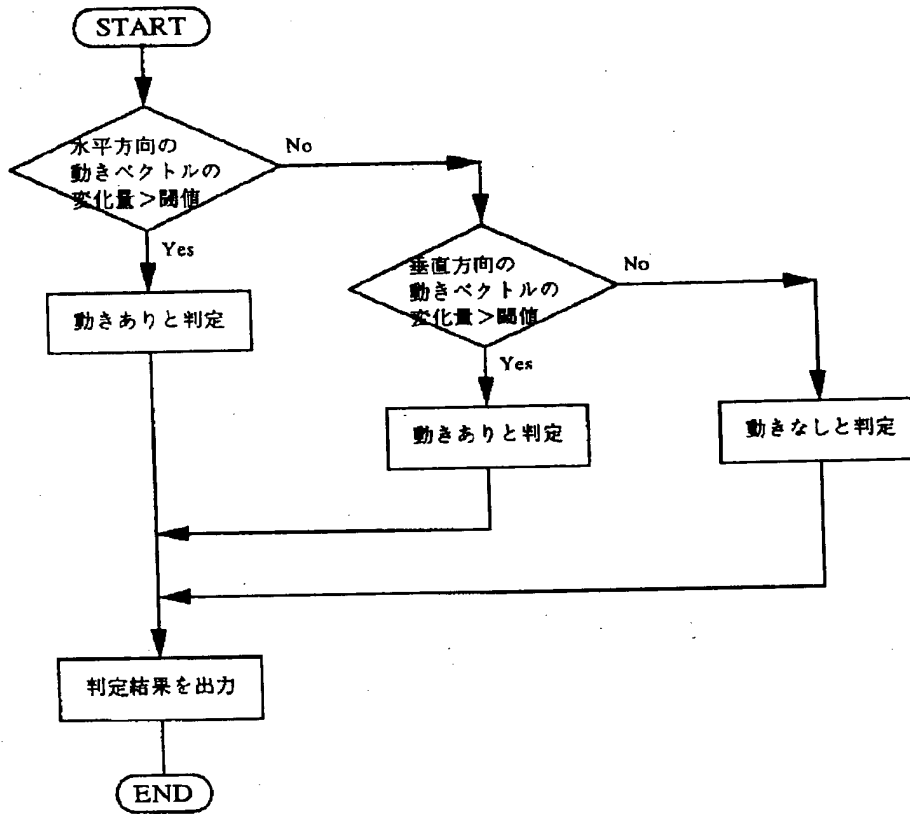 START
水平方向の
動きベクトルの
変化量＞閾値
No
Yes
垂直方向の
動きベクトルの
変化量＞閾値
No
Yes
動きありと判定
動きありと判定
動きなしと判定
判定結果を出力
END